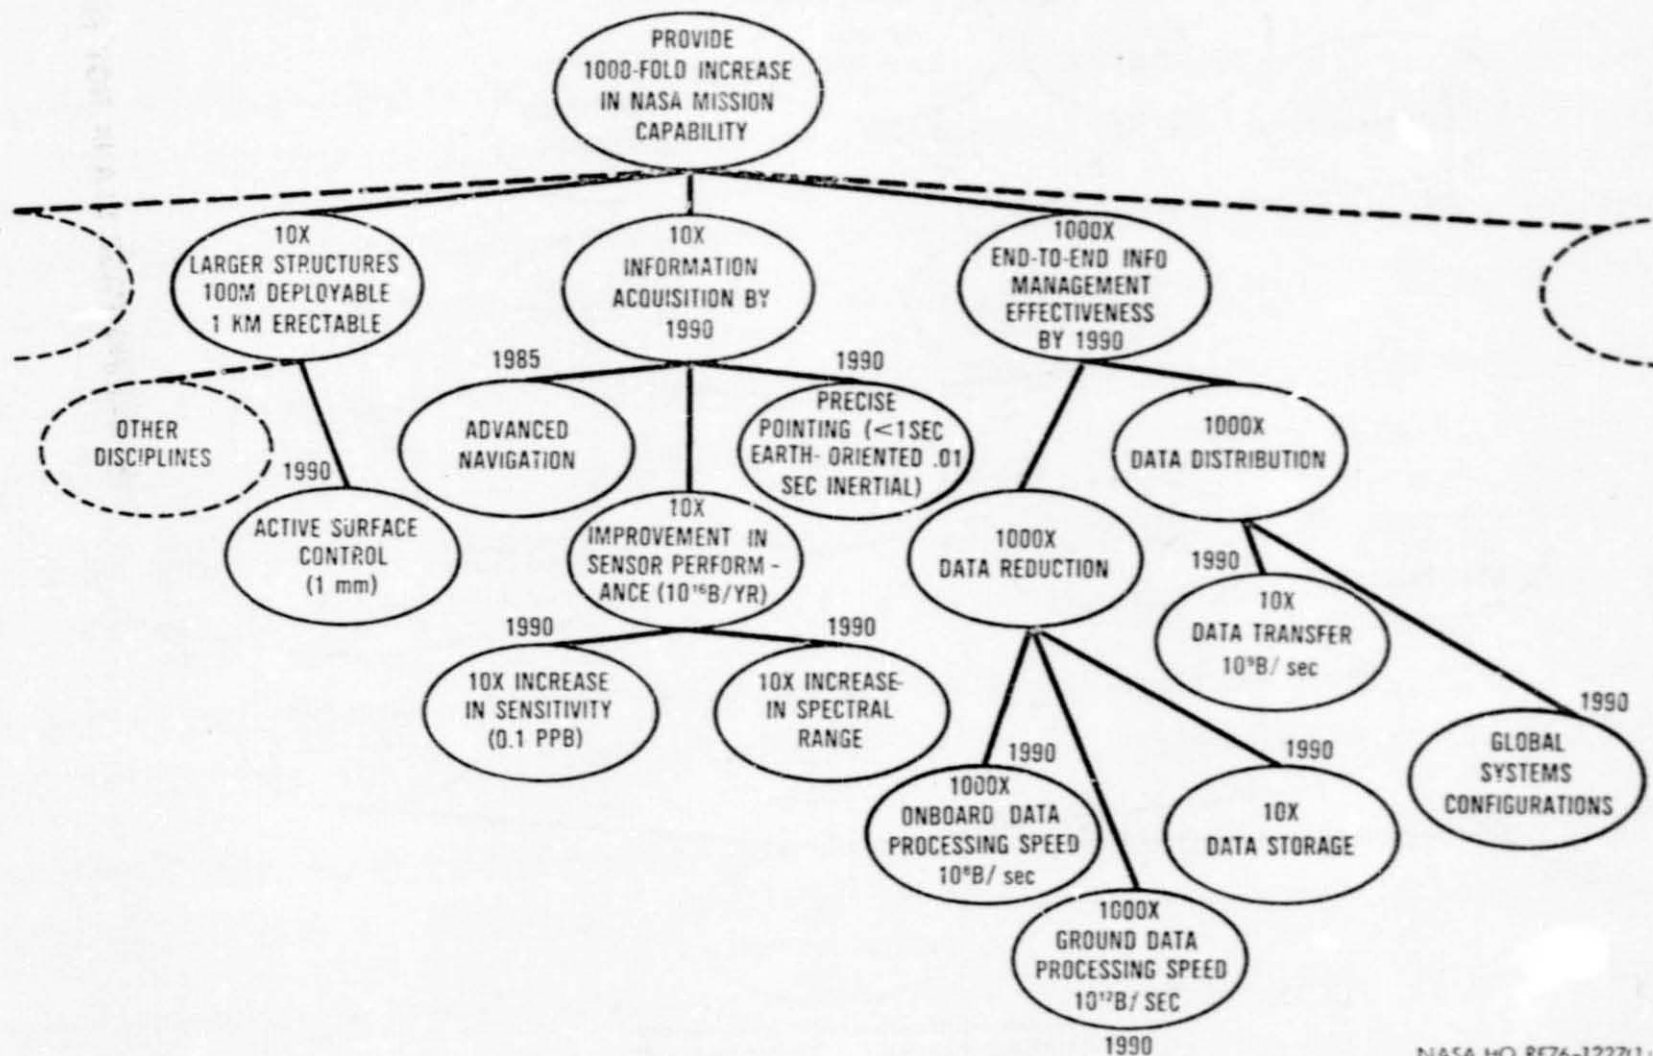 PROVIDE
1000-FOLD INCREASE
IN NASA MISSION
CAPABILITY
10X
LARGER STRUCTURES
100M DEPLOYABLE
1 KM ERECTABLE
10X
INFORMATION
ACQUISITION BY
1990
1000X
END-TO-END INFO
MANAGEMENT
EFFECTIVENESS
BY 1990
OTHER
DISCIPLINES
1990
ACTIVE SURFACE
CONTROL
(1 mm)
1985
ADVANCED
NAVIGATION
1990
PRECISE
POINTING (<1SEC
EARTH- ORIENTED .01
SEC INERTIAL)
10X
IMPROVEMENT IN
SENSOR PERFORM -
ANCE (10¹⁶B/YR)
1990
10X INCREASE
IN SENSITIVITY
(0.1 PPB)
1990
10X INCREASE-
IN SPECTRAL
RANGE
1000X
DATA REDUCTION
1000X
DATA DISTRIBUTION
1990
10X
DATA TRANSFER
10⁹B/ sec
1990
GLOBAL
SYSTEMS
CONFIGURATIONS
1990
1000X
ONBOARD DATA
PROCESSING SPEED
sec
1990
10X
DATA STORAGE
1000X
GROUND DATA
PROCESSING SPEED
10¹²B/ SEC
1990
NASA HQ